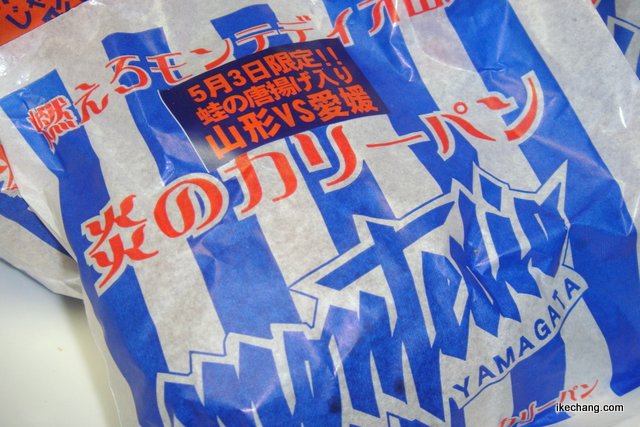 燃えろモンテディオ山
5月3日限定!!
蛙の唐揚げ入り
山形VS愛媛
炎のカリーパン
montedio
YAMAGATA
カリーパン
ikechang.com